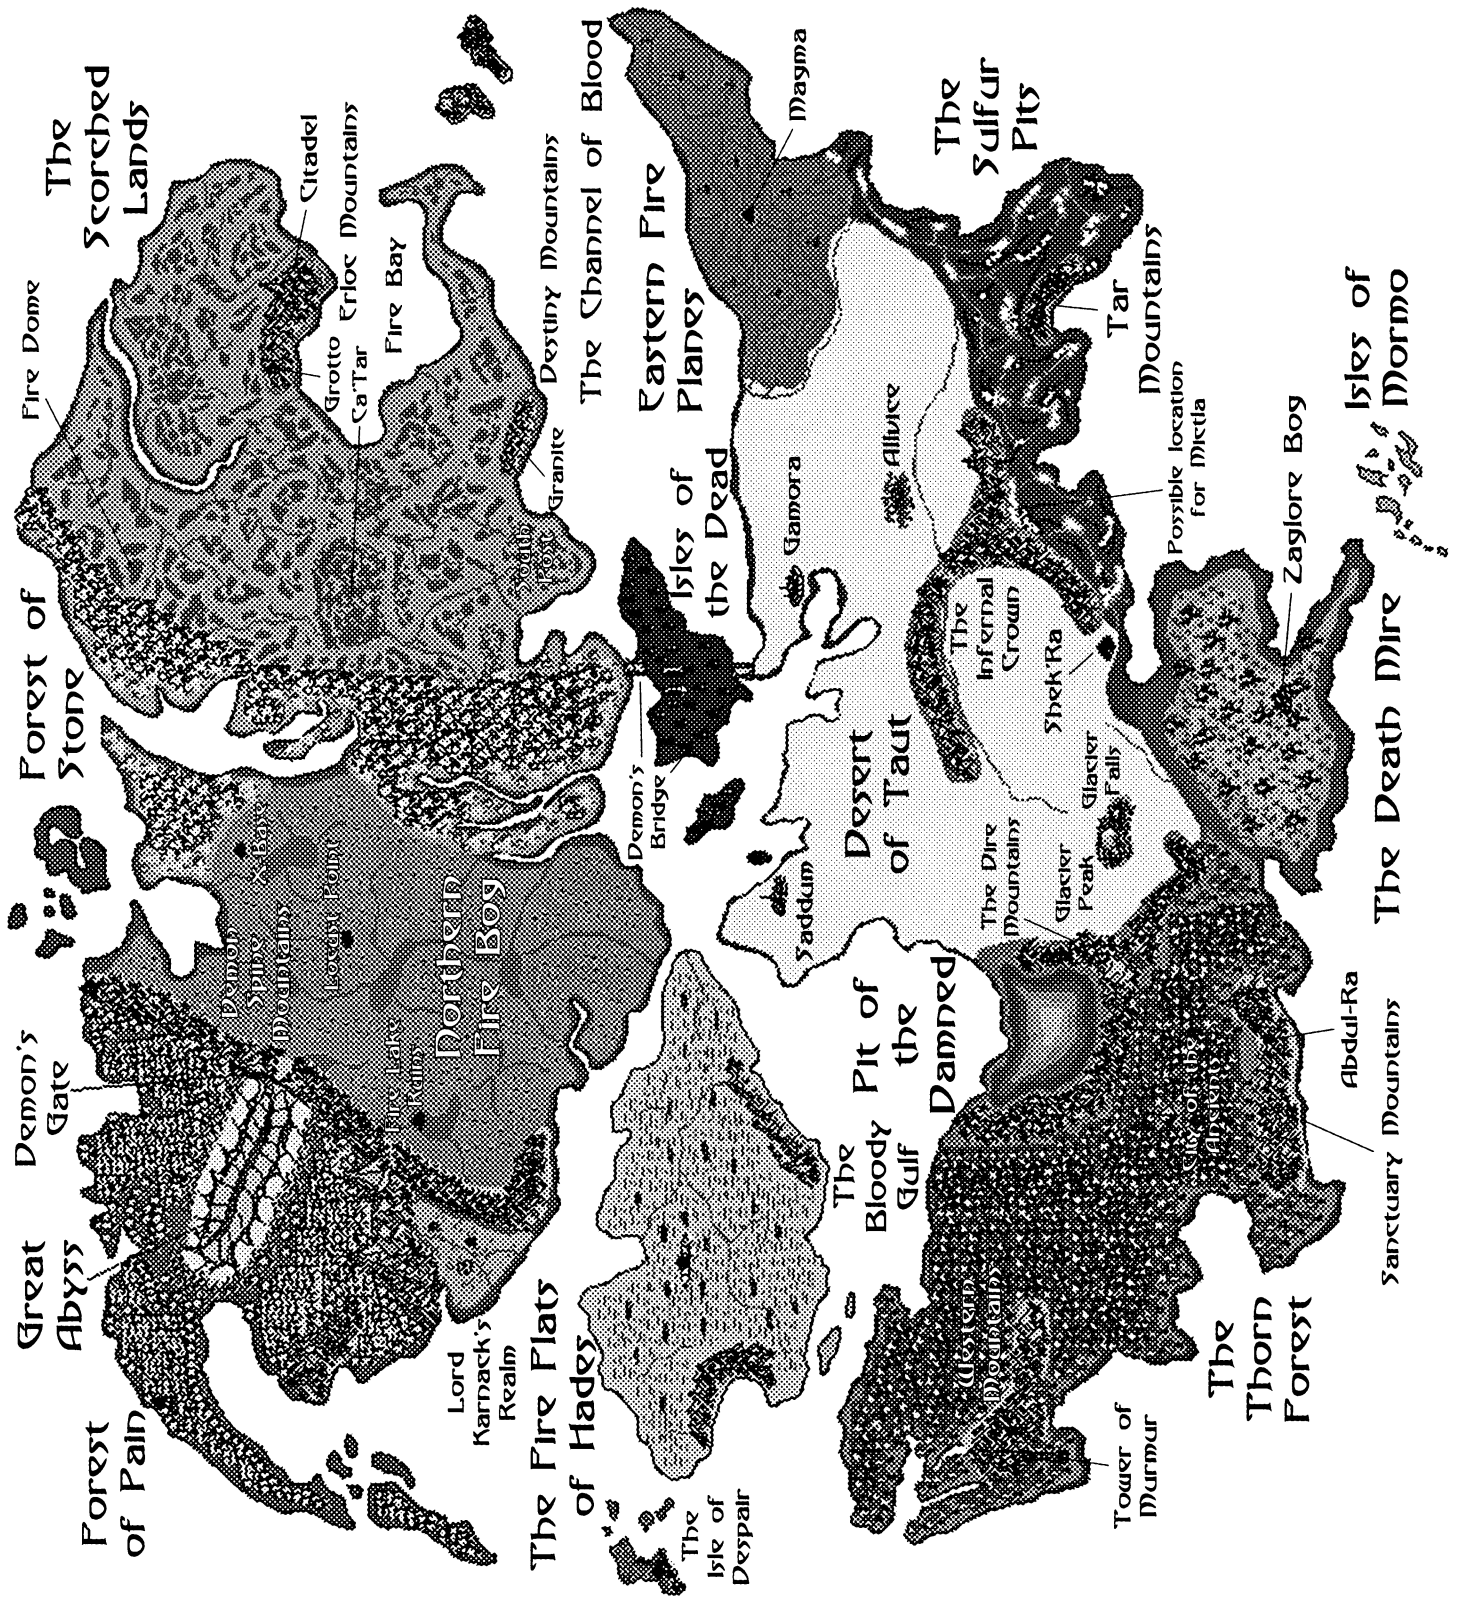 Forest
of Pain
Great
Abyss
Demon's
Gate
Forest of
Stone
Fire Dome
The
Scorched
Lands
Demon
Spine
Mountains
A'Base
Locust Point
Citadel
Erloc Mountains
Grotto
Ca'Tar
Fire Bay
Fire Lake
Ruins
Northern
Fire Bog
Lord
Karnack's
Realm
South
Port
Granite
Destiny Mountains
The Channel of Blood
The Fire Flats
of Hades
Demon's
Bridge
Isles of
the Dead
Eastern Fire
Planes
Magma
The
Isle of
Despair
Saddum
Gamora
Allvice
The
Bloody
Gulf
Pit of
the
Damned
Desert
of Taut
The
Infernal
Crown
The
Sulfur
Pits
Western
Mountains
The Dire
Mountains
Glacier
Peak
Glacier
Falls
Shek'Ra
Tar
Mountains
Possible location
for Mictla
Tower of
Murmur
The
Thorn
Forest
Abdul-Ra
Sanctuary Mountains
Zaglore Bog
The Death Mire
Isles of
Mormo